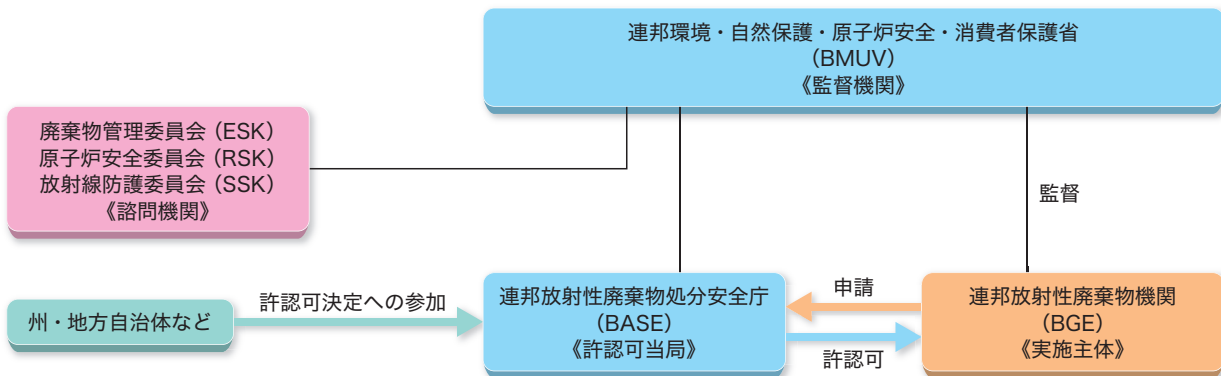 連邦環境・自然保護・原子炉安全・消費者保護省
(BMUV)
《監督機関》
廃棄物管理委員会(ESK)
原子炉安全委員会(RSK)
放射線防護委員会(SSK)
《諮問機関》
監督
州・地方自治体など
許認可決定への参加
連邦放射性廃棄物処分安全庁
(BASE)
《許認可当局》
申請
許認可
連邦放射性廃棄物機関
(BGE)
《実施主体》